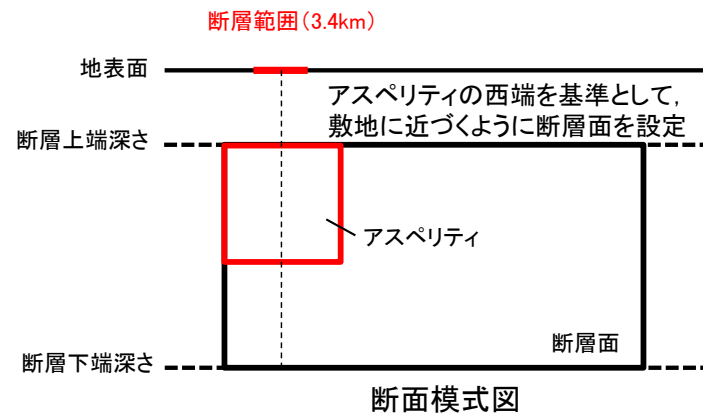 断層範囲（3.4km）
地表面
アスペリティの西端を基準として，
敷地に近づくように断層面を設定
断層上端深さ
アスペリティ
断層面
断層下端深さ
断面模式図